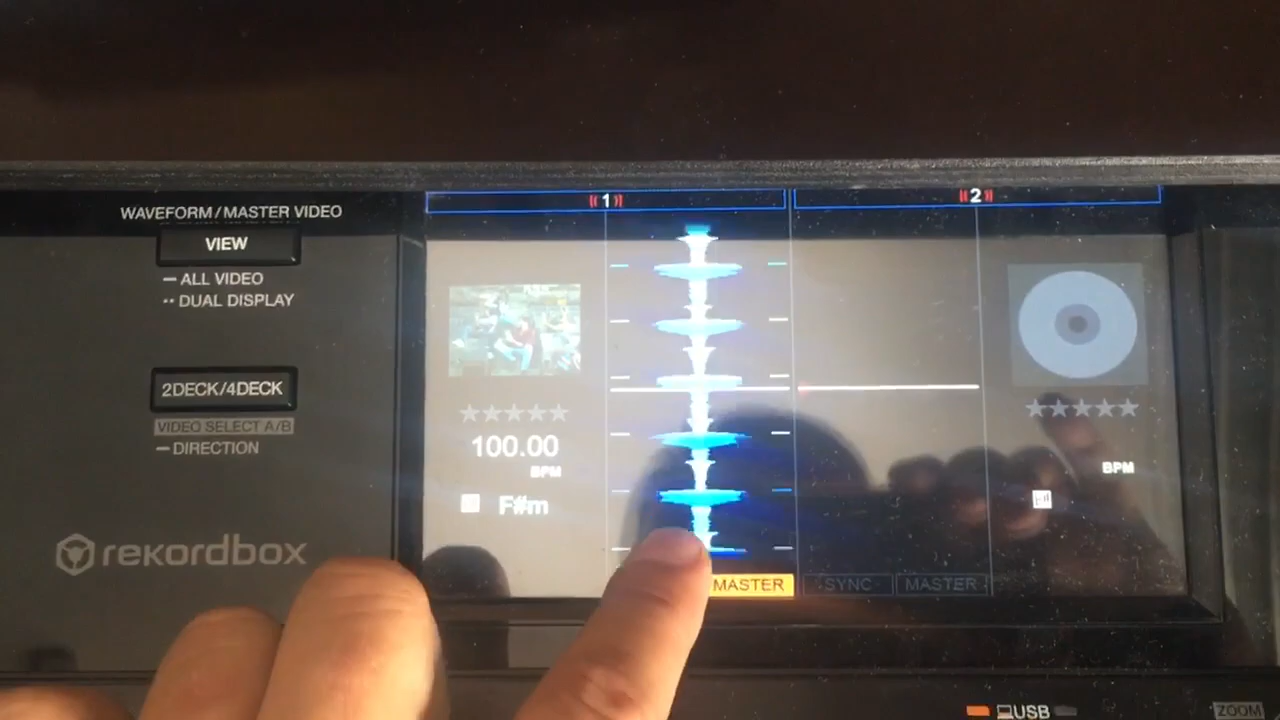 WAVEFORM/MASTER VIDEO
VIEW
— ALL VIDEO
•• DUAL DISPLAY
2DECK/4DECK
VIDEO SELECT A/B
— DIRECTION
rekordbox
1
2
100.00
BPM
F#m
BPM
MASTER
SYNC
MASTER
USB
ZOOM